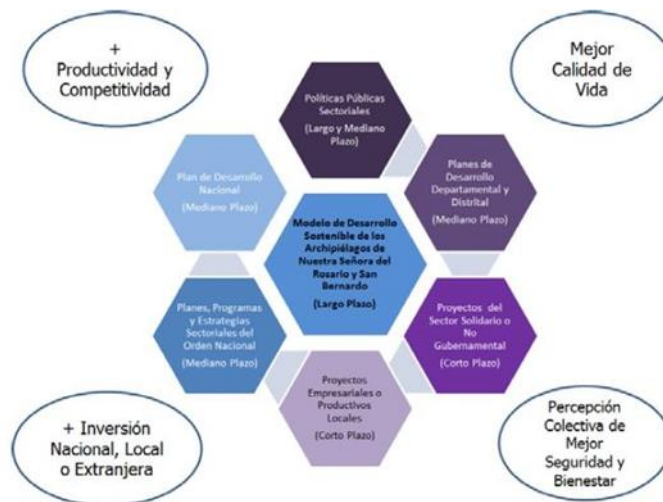 +
Productividad y
Competitividad
Mejor
Calidad de
Vida
Políticas Públicas
Sectoriales
(Largo y Mediano
Plazo)
Plan de Desarrollo
Nacional
(Mediano Plazo)
Planes de
Desarrollo
Departamental y
Distrital
(Mediano Plazo)
Modelo de Desarrollo
Sostenible de los
Archipiélagos de
Nuestra Señora del
Rosario y San
Bernardo
(Largo Plazo)
Planes, Programas
y Estrategias
Sectoriales del
Orden Nacional
(Mediano Plazo)
Proyectos del
Sector Solidario o
No
Gubernamental
(Corto Plazo)
Proyectos
Empresariales o
Productivos
Locales
(Corto Plazo)
+ Inversión
Nacional, Local
o Extranjera
Percepción
Colectiva de
Mejor
Seguridad y
Bienestar